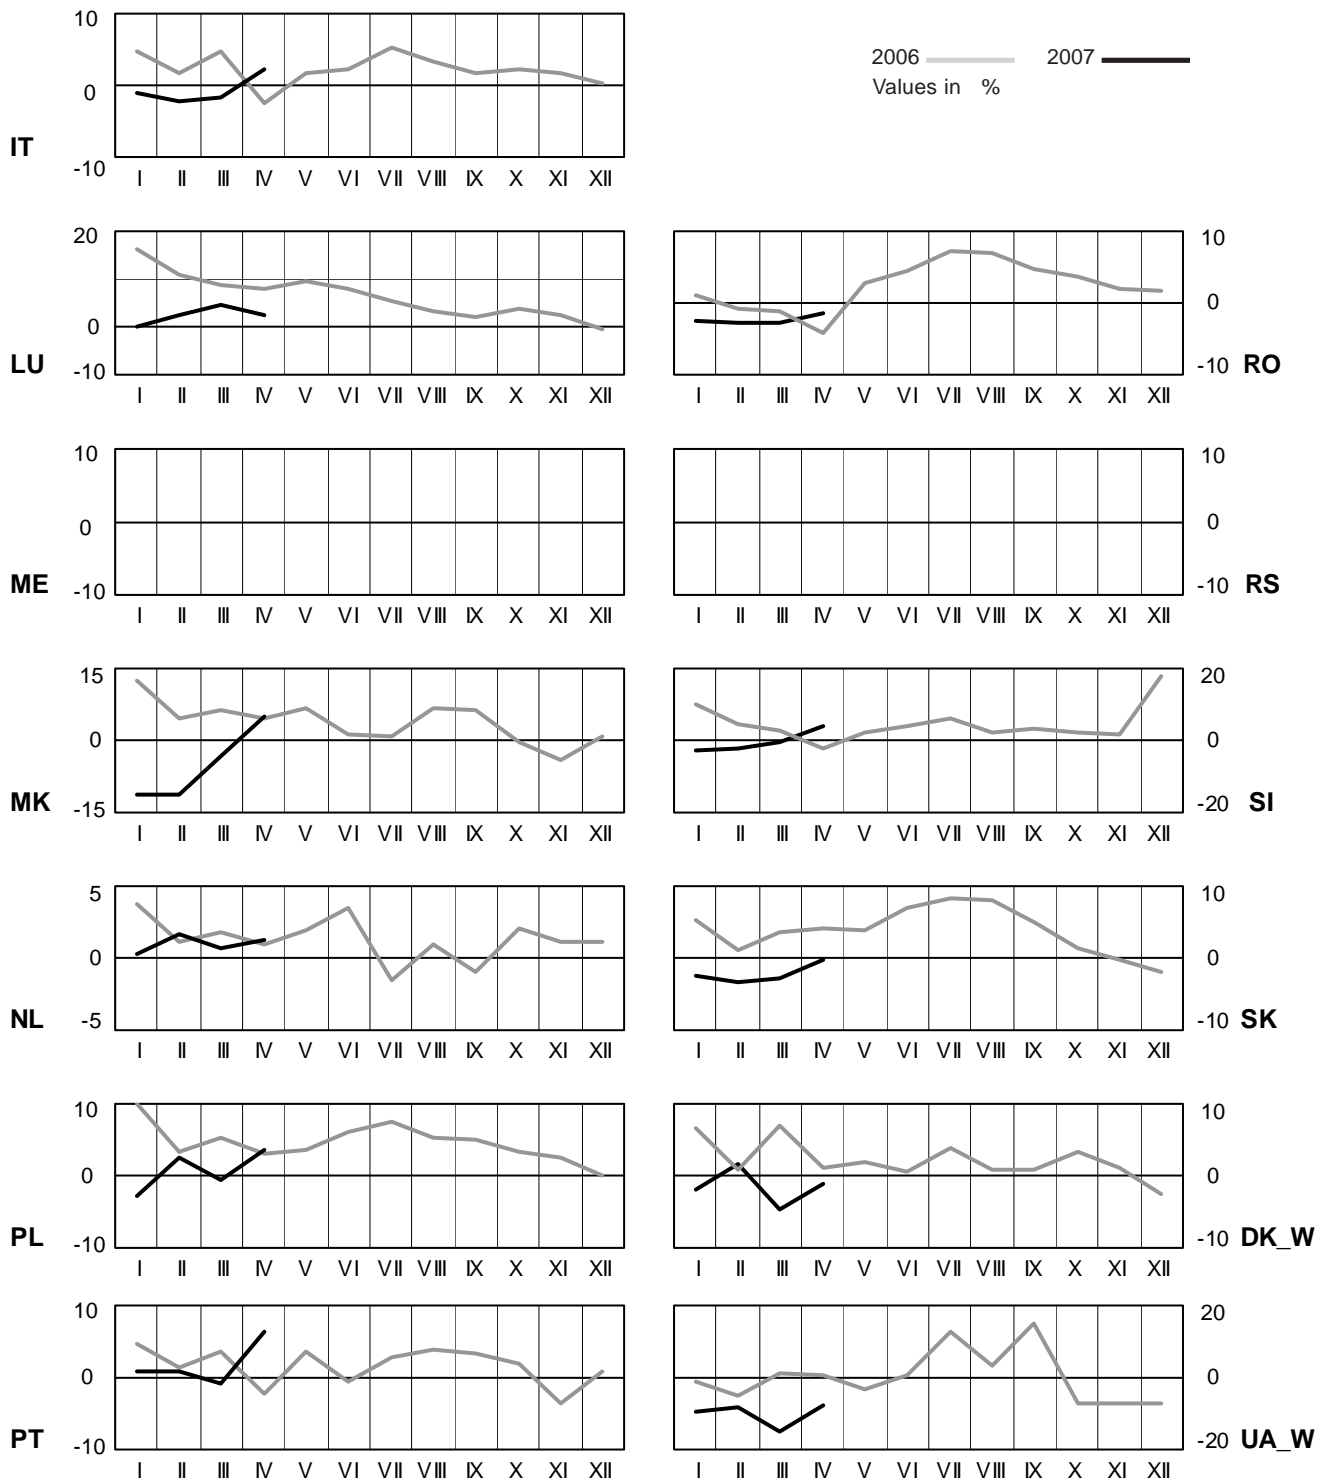 2006 2007
Values in %
10
0
IT
-10
I II III IV V VI VII VIII IX X XI XII
20
0
LU
-10
I II III IV V VI VII VIII IX X XI XII
10
0
-10 RO
I II III IV V VI VII VIII IX X XI XII
10
0
ME
-10
I II III IV V VI VII VIII IX X XI XII
10
0
-10 RS
I II III IV V VI VII VIII IX X XI XII
15
0
MK
-15
I II III IV V VI VII VIII IX X XI XII
20
0
-20 SI
I II III IV V VI VII VIII IX X XI XII
5
0
NL
-5
I II III IV V VI VII VIII IX X XI XII
10
0
-10 SK
I II III IV V VI VII VIII IX X XI XII
10
0
PL
-10
I II III IV V VI VII VIII IX X XI XII
10
0
-10 DK_W
I II III IV V VI VII VIII IX X XI XII
10
0
PT
-10
I II III IV V VI VII VIII IX X XI XII
20
0
-20 UA_W
I II III IV V VI VII VIII IX X XI XII